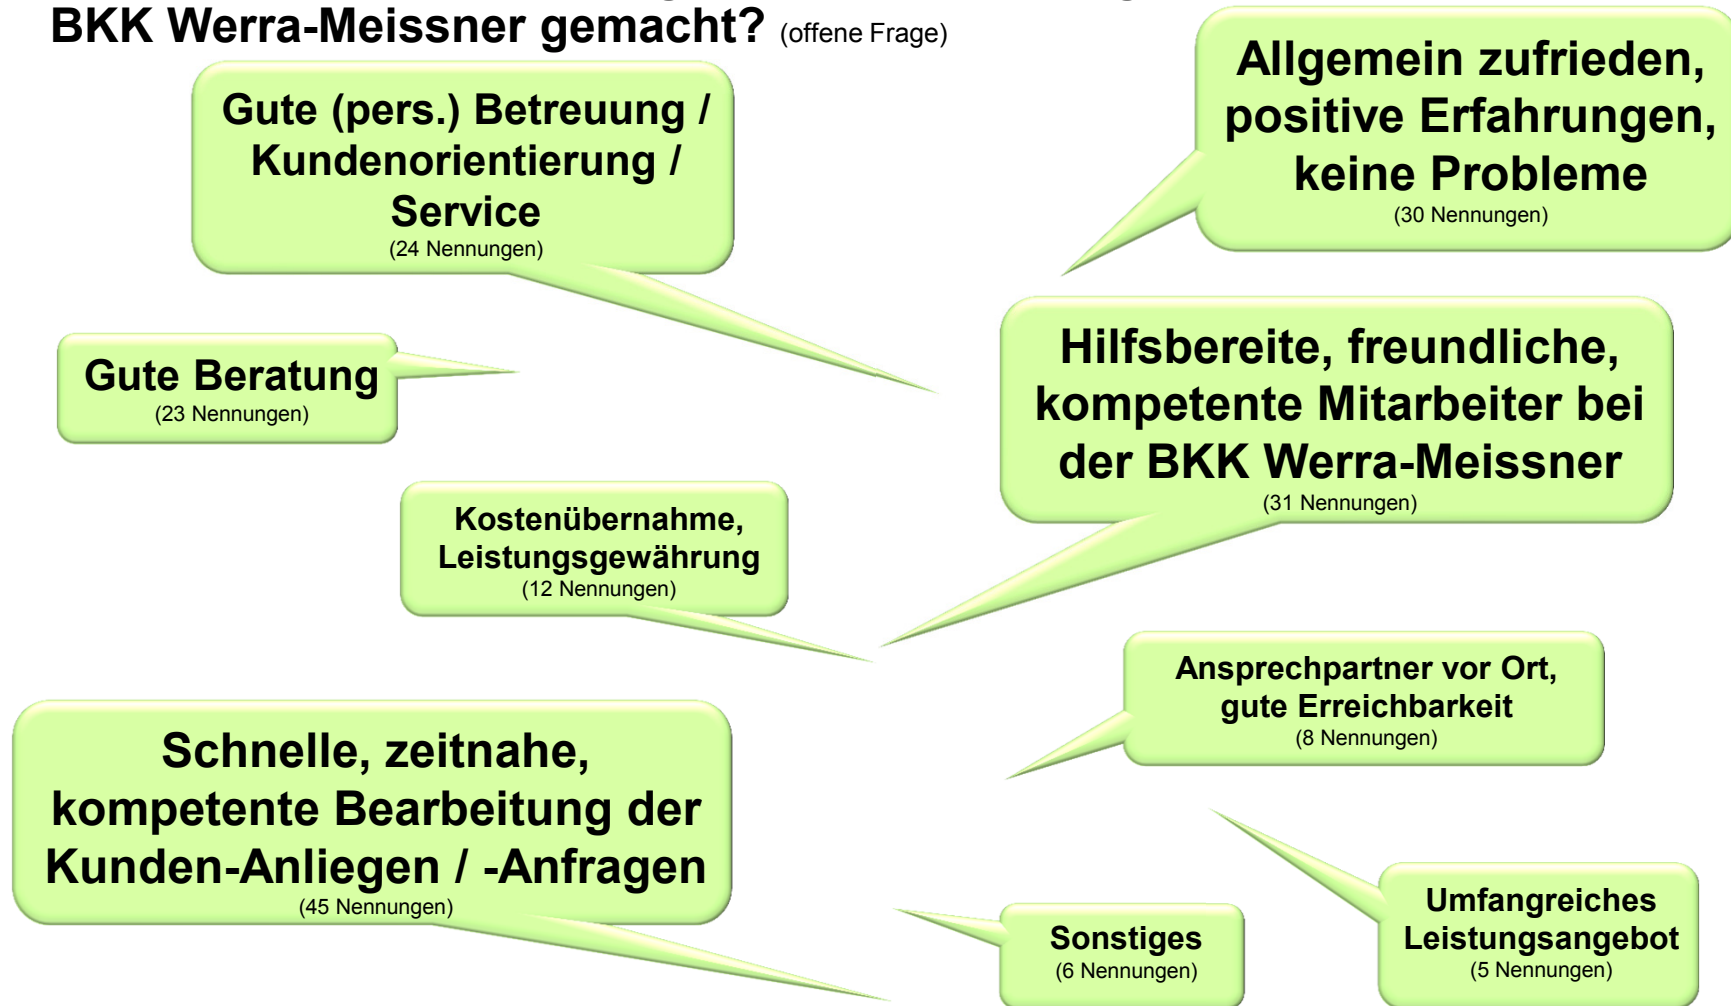 BKK Werra-Meissner gemacht? (offene Frage)
Gute (pers.) Betreuung /
Kundenorientierung /
Service
(24 Nennungen)
Allgemein zufrieden,
positive Erfahrungen,
keine Probleme
(30 Nennungen)
Gute Beratung
(23 Nennungen)
Hilfsbereite, freundliche,
kompetente Mitarbeiter bei
der BKK Werra-Meissner
(31 Nennungen)
Kostenübernahme,
Leistungsgewährung
(12 Nennungen)
Ansprechpartner vor Ort,
gute Erreichbarkeit
(8 Nennungen)
Schnelle, zeitnahe,
kompetente Bearbeitung der
Kunden-Anliegen / -Anfragen
(45 Nennungen)
Sonstiges
(6 Nennungen)
Umfangreiches
Leistungsangebot
(5 Nennungen)